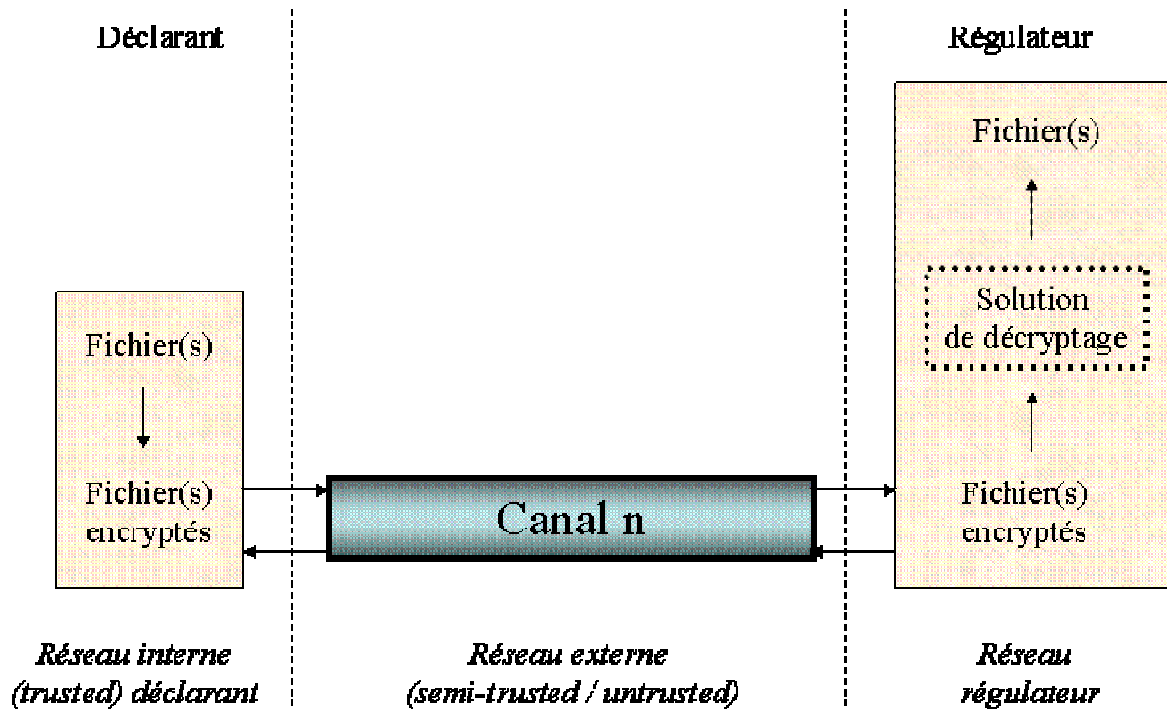 Déclarant
Régulateur
Fichier(s)
Solution
de décryptage
Fichier(s)
encryptés
Fichier(s)
Fichier(s)
encryptés
Canal n
Réseau interne
(trusted) déclarant
Réseau externe
(semi-trusted / untrusted)
Réseau
régulateur